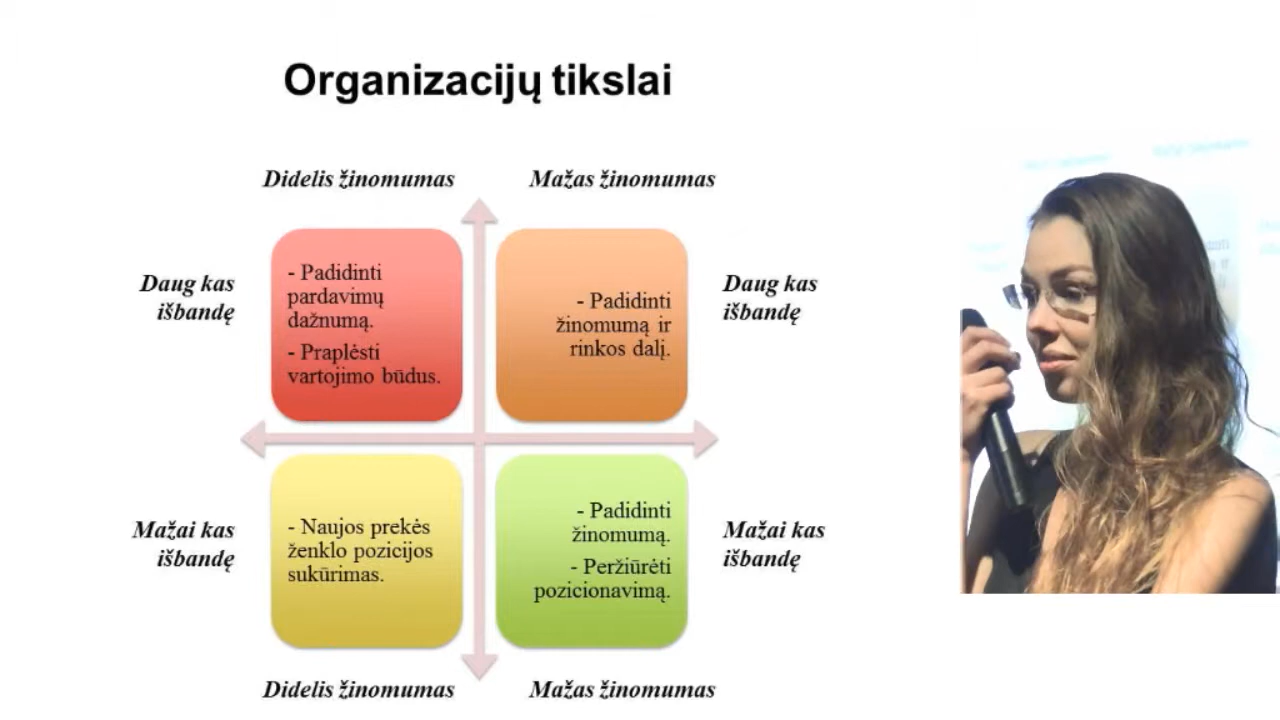 Organizacijų tikslai
Didelis žinomumas
Mažas žinomumas
Daug kas
išbandę
- Padidinti
pardavimų
dažnumą.
- Praplėsti
vartojimo būdus.
- Padidinti
žinomumą ir
rinkos dalį.
Daug kas
išbandę
Mažai kas
išbandę
- Naujos prekės
ženklo pozicijos
sukūrimas.
- Padidinti
žinomumą.
- Peržiūrėti
pozicionavimą.
Mažai kas
išbandę
Didelis žinomumas
Mažas žinomumas